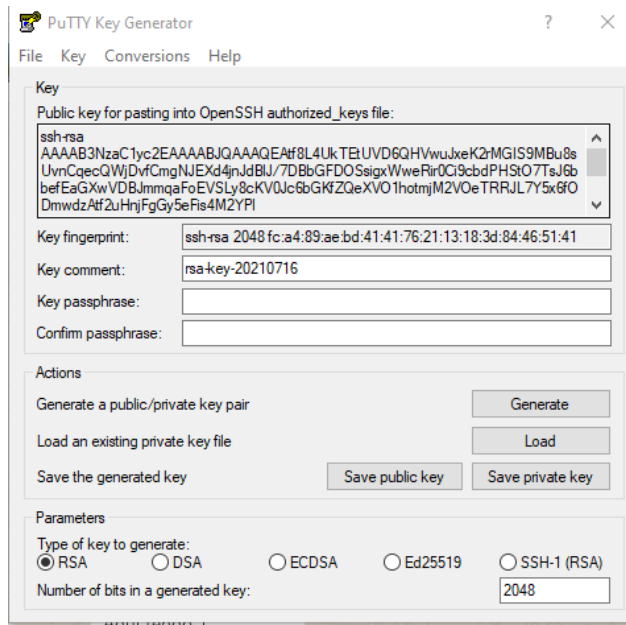 PuTTY Key Generator ? ×
File Key Conversions Help
Key
Public key for pasting into OpenSSH authorized_keys file:
ssh-rsa
AAAAB3NzaC1yc2EAAAABJQAAAQEAtf8L4UkTEtUVD6QHVwuJxeK2rMGIS9MBu8s
UvnCqecQWjDvfCmgNJEXd4jnJdBIJ/7DBbGFDOSsigxWweRir0Ci9cbdPHStO7TsJ6b
befEaGXwVDBJmmqaFoEVSLy8cKV0Jc6bGKfZQeXVO1hotmjM2VOeTRRJL7Y5x6fO
DmwdzAtf2uHnjFgGy5eFis4M2YPl
Key fingerprint: ssh-rsa 2048 fc:a4:89:ae:bd:41:41:76:21:13:18:3d:84:46:51:41
Key comment: rsa-key-20210716
Key passphrase:
Confirm passphrase:
Actions
Generate a public/private key pair Generate
Load an existing private key file Load
Save the generated key Save public key Save private key
Parameters
Type of key to generate:
RSA DSA ECDSA Ed25519 SSH-1 (RSA)
Number of bits in a generated key: 2048